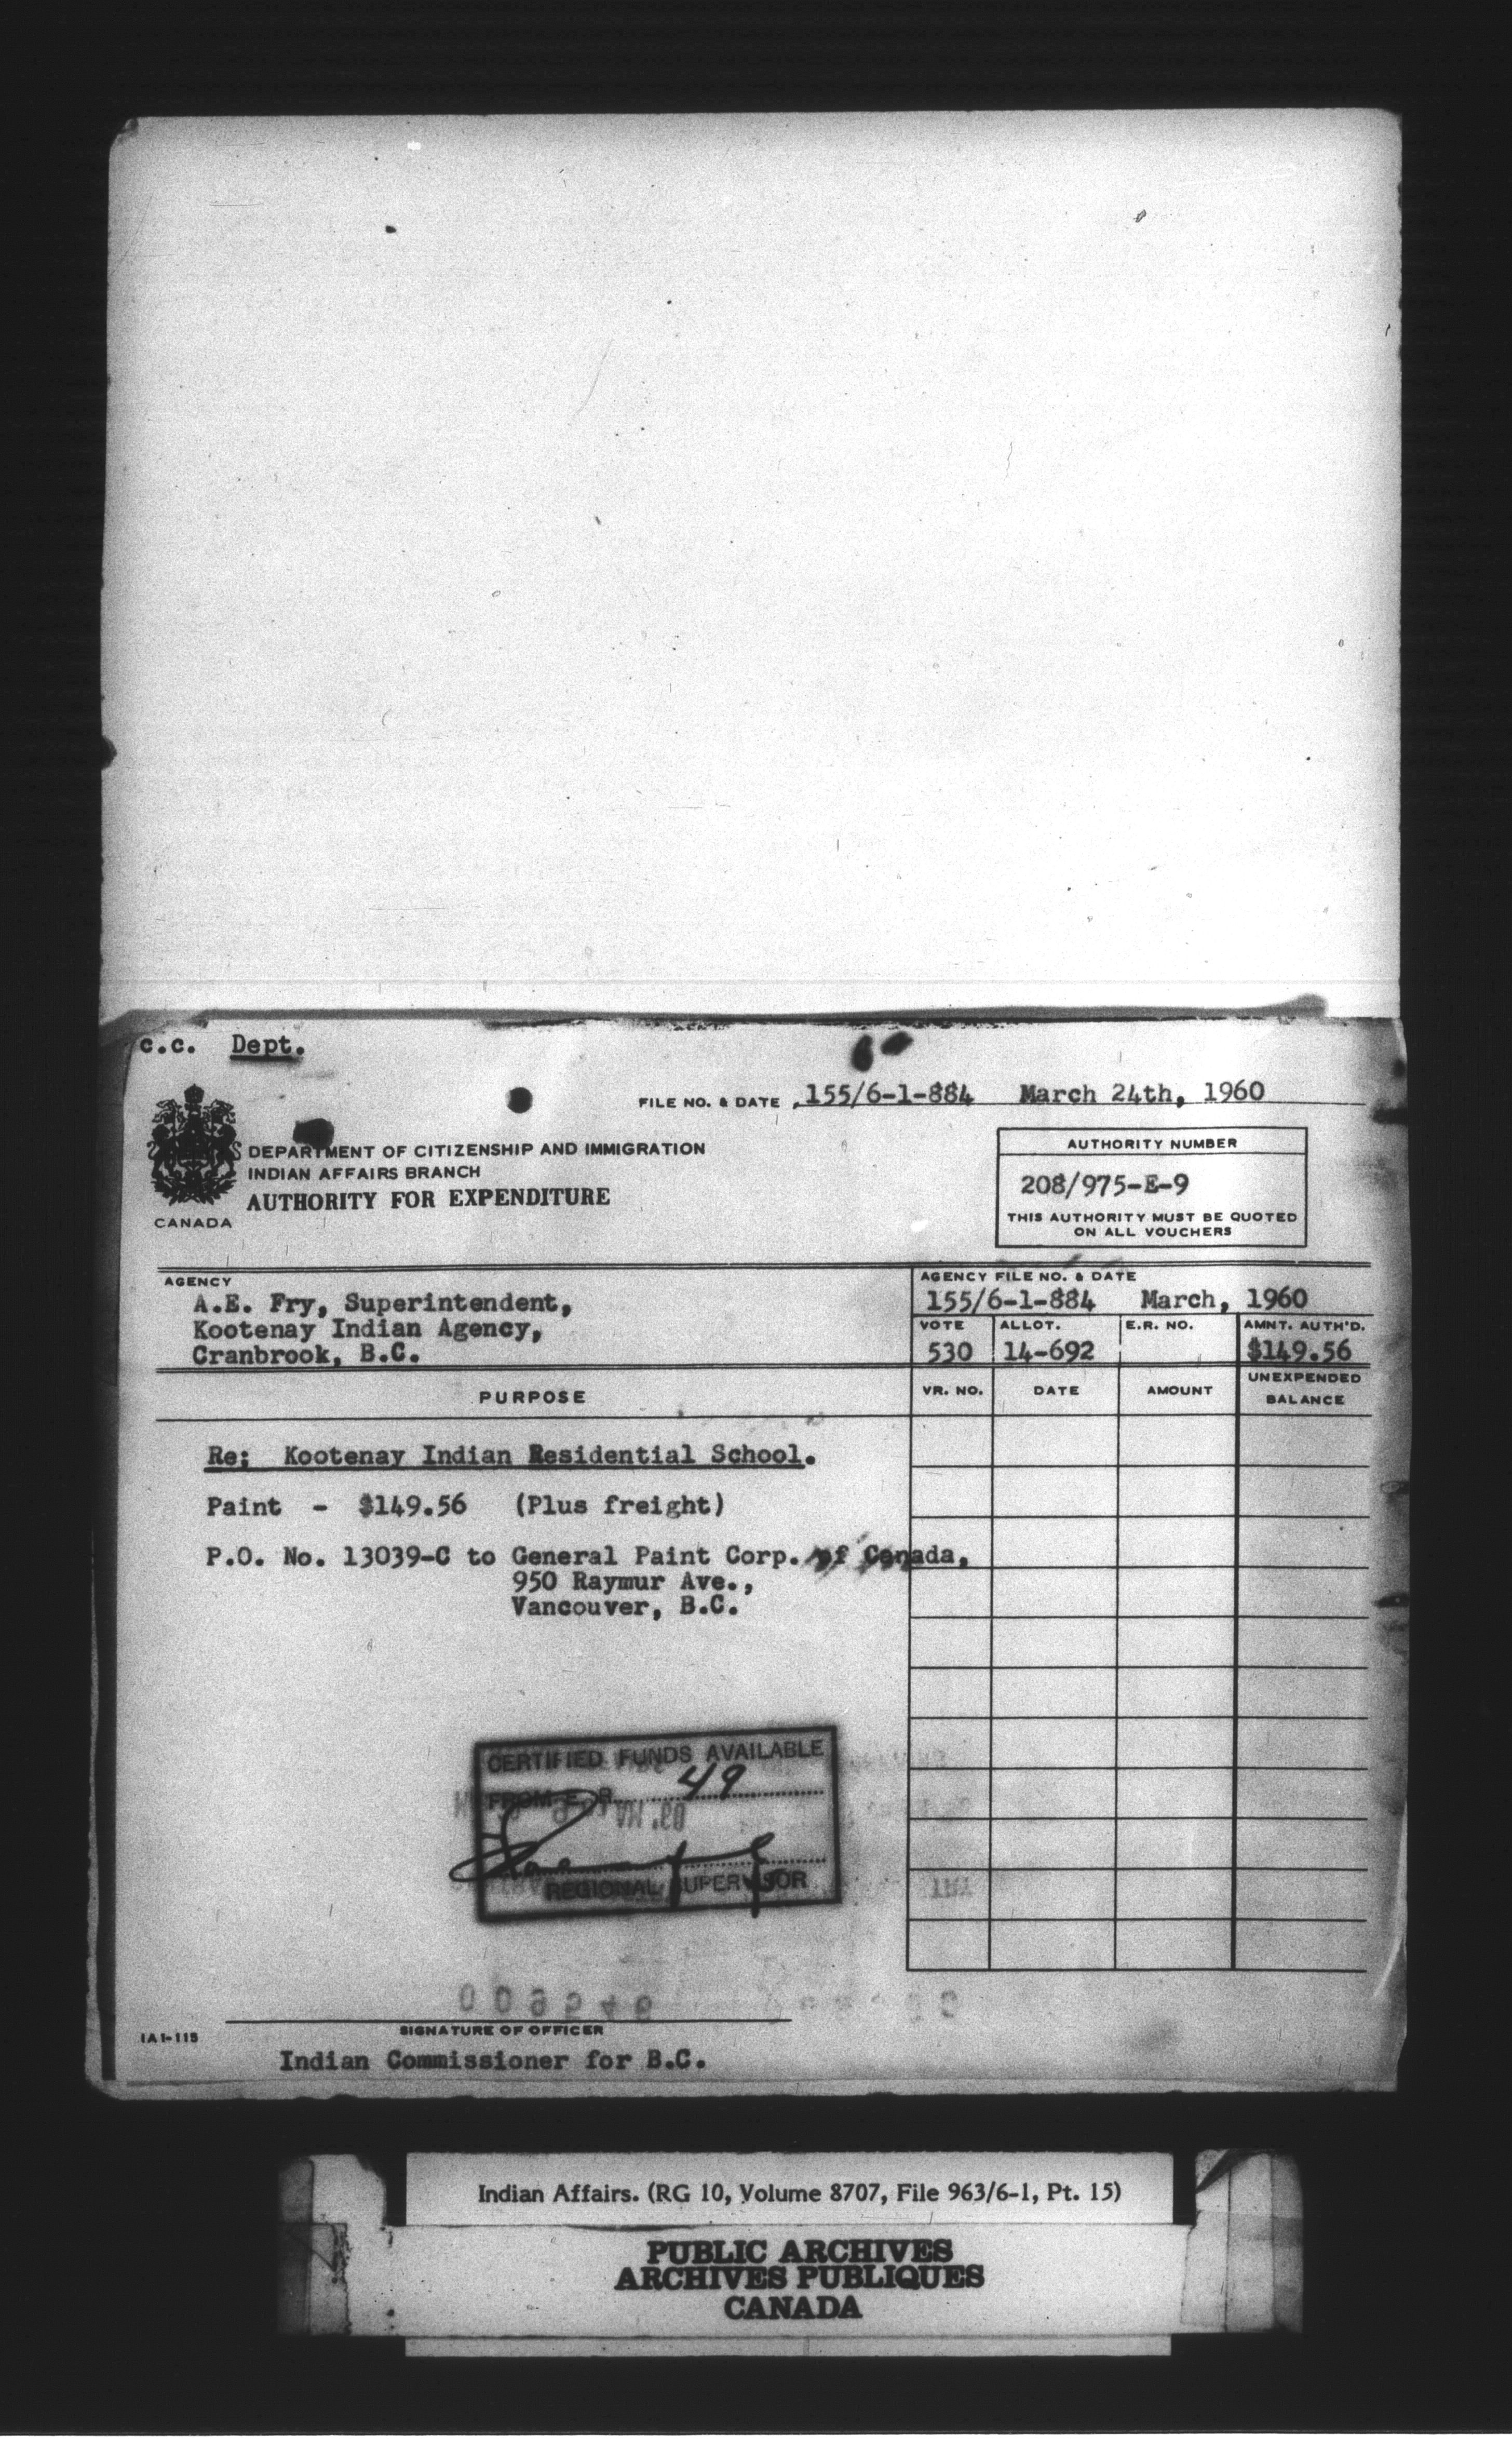 c.c. Dept.
FILE NO. & DATE 155/6-1-884 March 24th, 1960
DEPARTMENT OF CITIZENSHIP AND IMMIGRATION
INDIAN AFFAIRS BRANCH
AUTHORITY FOR EXPENDITURE
CANADA
AUTHORITY NUMBER
208/975-E-9
THIS AUTHORITY MUST BE QUOTED
ON ALL VOUCHERS
AGENCY
A.E. Fry, Superintendent,
Kootenay Indian Agency,
Cranbrook, B.C.
AGENCY FILE NO. & DATE
155/6-1-884 March, 1960
VOTE ALLOT. E.R. NO. AMNT. AUTH'D.
530 14-692 $149.56
PURPOSE VR. NO. DATE AMOUNT UNEXPENDED BALANCE
Re: Kootenay Indian Residential School.
Paint - $149.56 (Plus freight)
P.O. No. 13039-C to General Paint Corp. of Canada,
950 Raymur Ave.,
Vancouver, B.C.
CERTIFIED FUNDS AVAILABLE
FROM E. R. 49
REGIONAL SUPERVISOR
SIGNATURE OF OFFICER
IA1-115
Indian Commissioner for B.C.
Indian Affairs. (RG 10, Volume 8707, File 963/6-1, Pt. 15)
PUBLIC ARCHIVES
ARCHIVES PUBLIQUES
CANADA